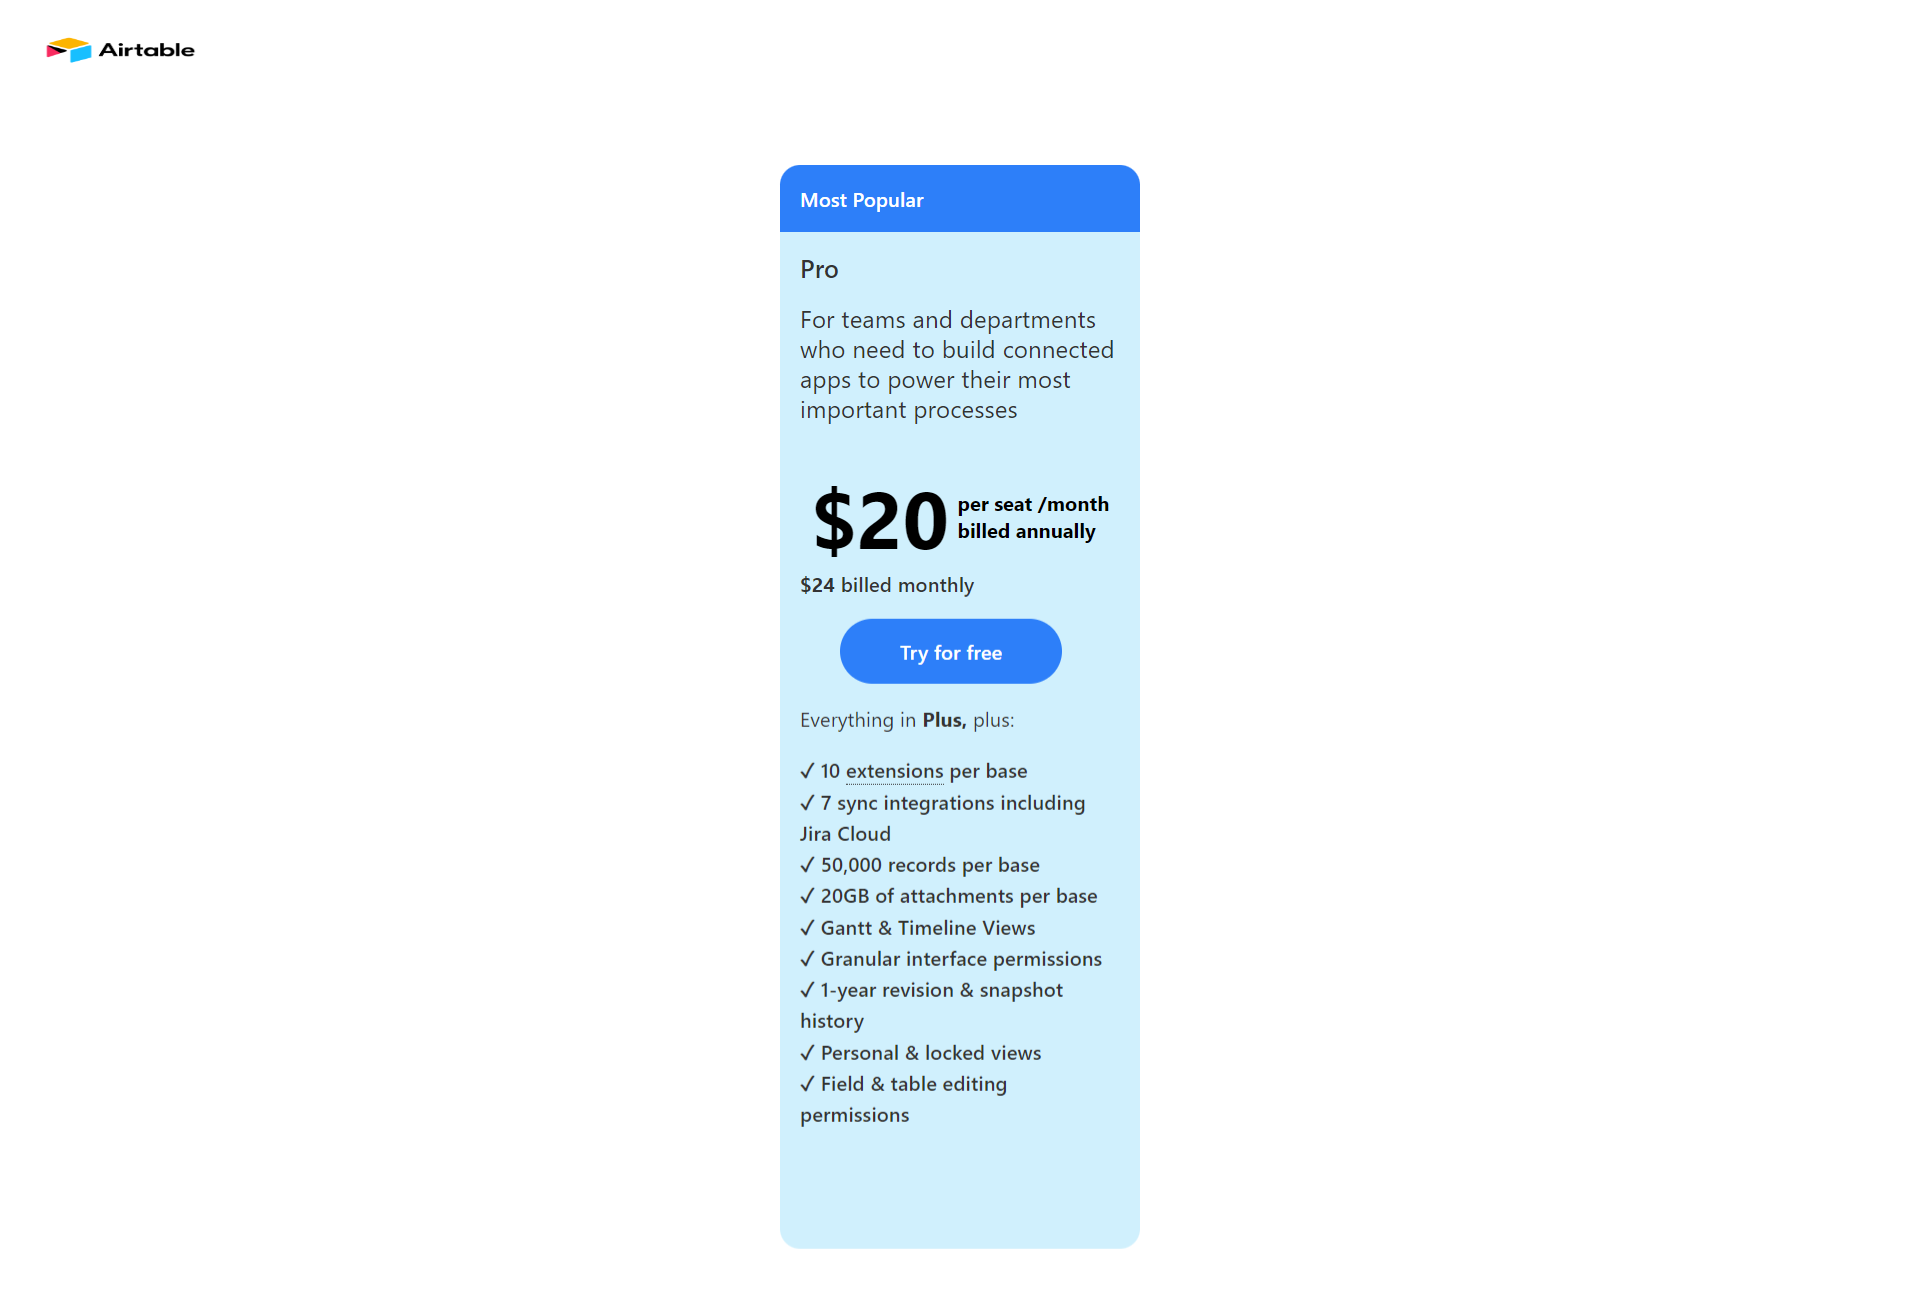 Airtable
Most Popular
Pro
For teams and departments
who need to build connected
apps to power their most
important processes
$20 per seat /month
billed annually
$24 billed monthly
Try for free
Everything in Plus, plus:
✓ 10 extensions per base
✓ 7 sync integrations including
Jira Cloud
✓ 50,000 records per base
✓ 20GB of attachments per base
✓ Gantt & Timeline Views
✓ Granular interface permissions
✓ 1-year revision & snapshot
history
✓ Personal & locked views
✓ Field & table editing
permissions